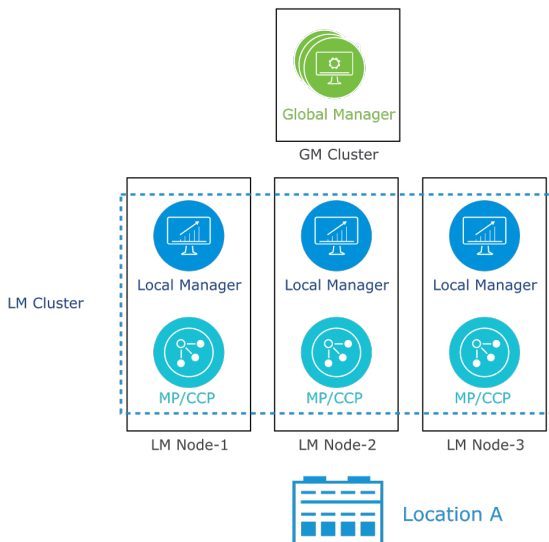 Global Manager
GM Cluster
Local Manager
Local Manager
Local Manager
LM Cluster
MP/CCP
MP/CCP
MP/CCP
LM Node-1
LM Node-2
LM Node-3
Location A